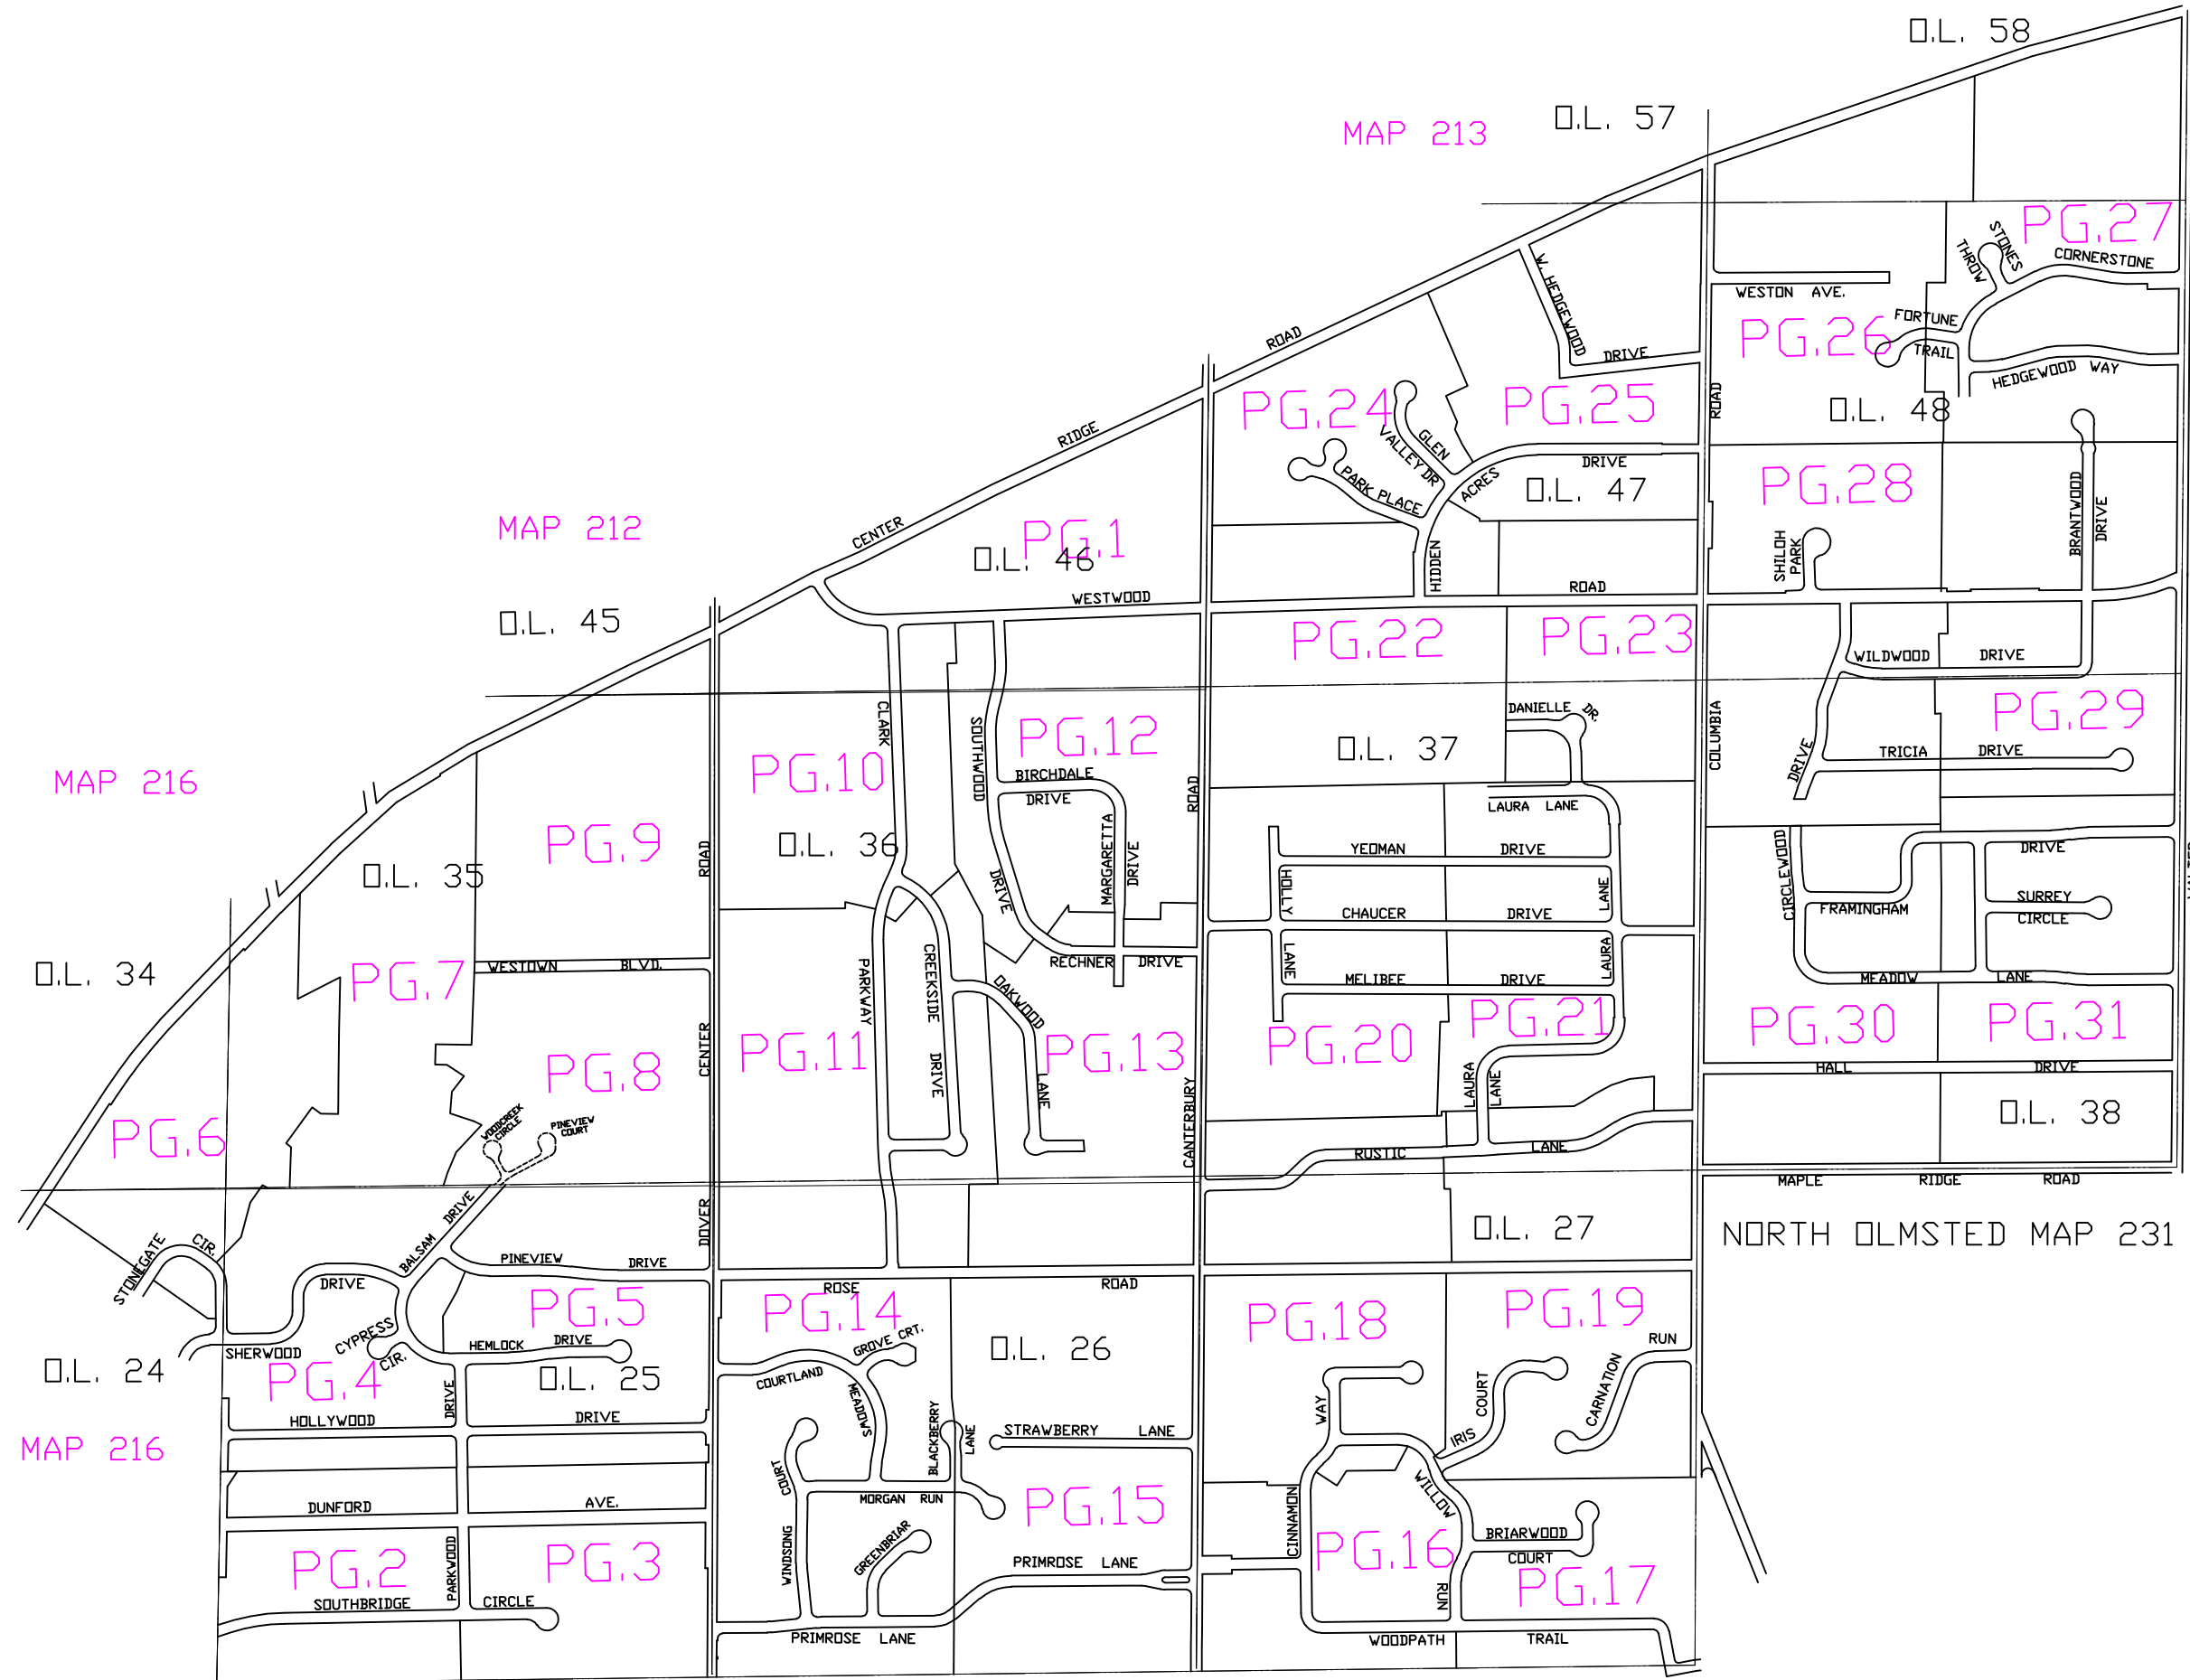 O.L. 58
O.L. 57
MAP 213
PG.27
STONES
THROW
CORNERSTONE
W. HEDGEWOOD
DRIVE
WESTON AVE.
FORTUNE
TRAIL
PG.26
HEDGEWOOD WAY
ROAD
RIDGE
CENTER
PG.24
PG.25
ROAD
O.L. 48
GLEN
VALLEY DR
PARK PLACE
ACRES
DRIVE
HIDDEN
O.L. 47
PG.28
BRANTWOOD
DRIVE
SHILOH
PARK
MAP 212
PG.1
O.L. 46
WESTWOOD
ROAD
O.L. 45
PG.22
PG.23
WILDWOOD DRIVE
CLARK
SOUTHWOOD
PG.12
DANIELLE DR.
O.L. 37
COLUMBIA
PG.29
TRICIA DRIVE
DRIVE
MAP 216
PG.10
BIRCHDALE
DRIVE
ROAD
LAURA LANE
PG.9
ROAD
O.L. 36
O.L. 35
MARGARETTA
DRIVE
DRIVE
YEOMAN DRIVE
HOLLY
LANE
CHAUCER DRIVE
LANE
LAURA
MELIBEE DRIVE
CIRCLEWOOD
DRIVE
FRAMINGHAM
SURREY
CIRCLE
MEADOW LANE
O.L. 34
PG.7
WESTOWN BLVD.
RECHNER DRIVE
PARKWAY
CREEKSIDE
DRIVE
OAKWOOD
LANE
PG.11
PG.13
PG.20
PG.21
PG.30
PG.31
CENTER
PG.8
LAURA
LANE
HALL DRIVE
PG.6
WOODCREEK
CIRCLE
PINEVIEW
COURT
CANTERBURY
O.L. 38
RUSTIC LANE
MAPLE RIDGE ROAD
DOVER
O.L. 27
NORTH OLMSTED MAP 231
STONEGATE
CIR.
BALSAM DRIVE
PINEVIEW DRIVE
DRIVE
ROSE ROAD
PG.5
PG.14
PG.18
PG.19
SHERWOOD
CYPRESS
CIR.
HEMLOCK DRIVE
GROVE CRT.
O.L. 26
RUN
O.L. 24
PG.4
O.L. 25
COURTLAND
MEADOWS
WAY
COURT
IRIS
CARNATION
DRIVE
HOLLYWOOD DRIVE
BLACKBERRY
LANE
STRAWBERRY LANE
MAP 216
COURT
WINDSONG
MORGAN RUN
WILLOW
RUN
DUNFORD AVE.
PG.15
CINNAMON
BRIARWOOD
COURT
GREENBRIAR
PG.16
PG.2
PARKWOOD
PG.3
PRIMROSE LANE
PG.17
SOUTHBRIDGE CIRCLE
PRIMROSE LANE
WOODPATH TRAIL